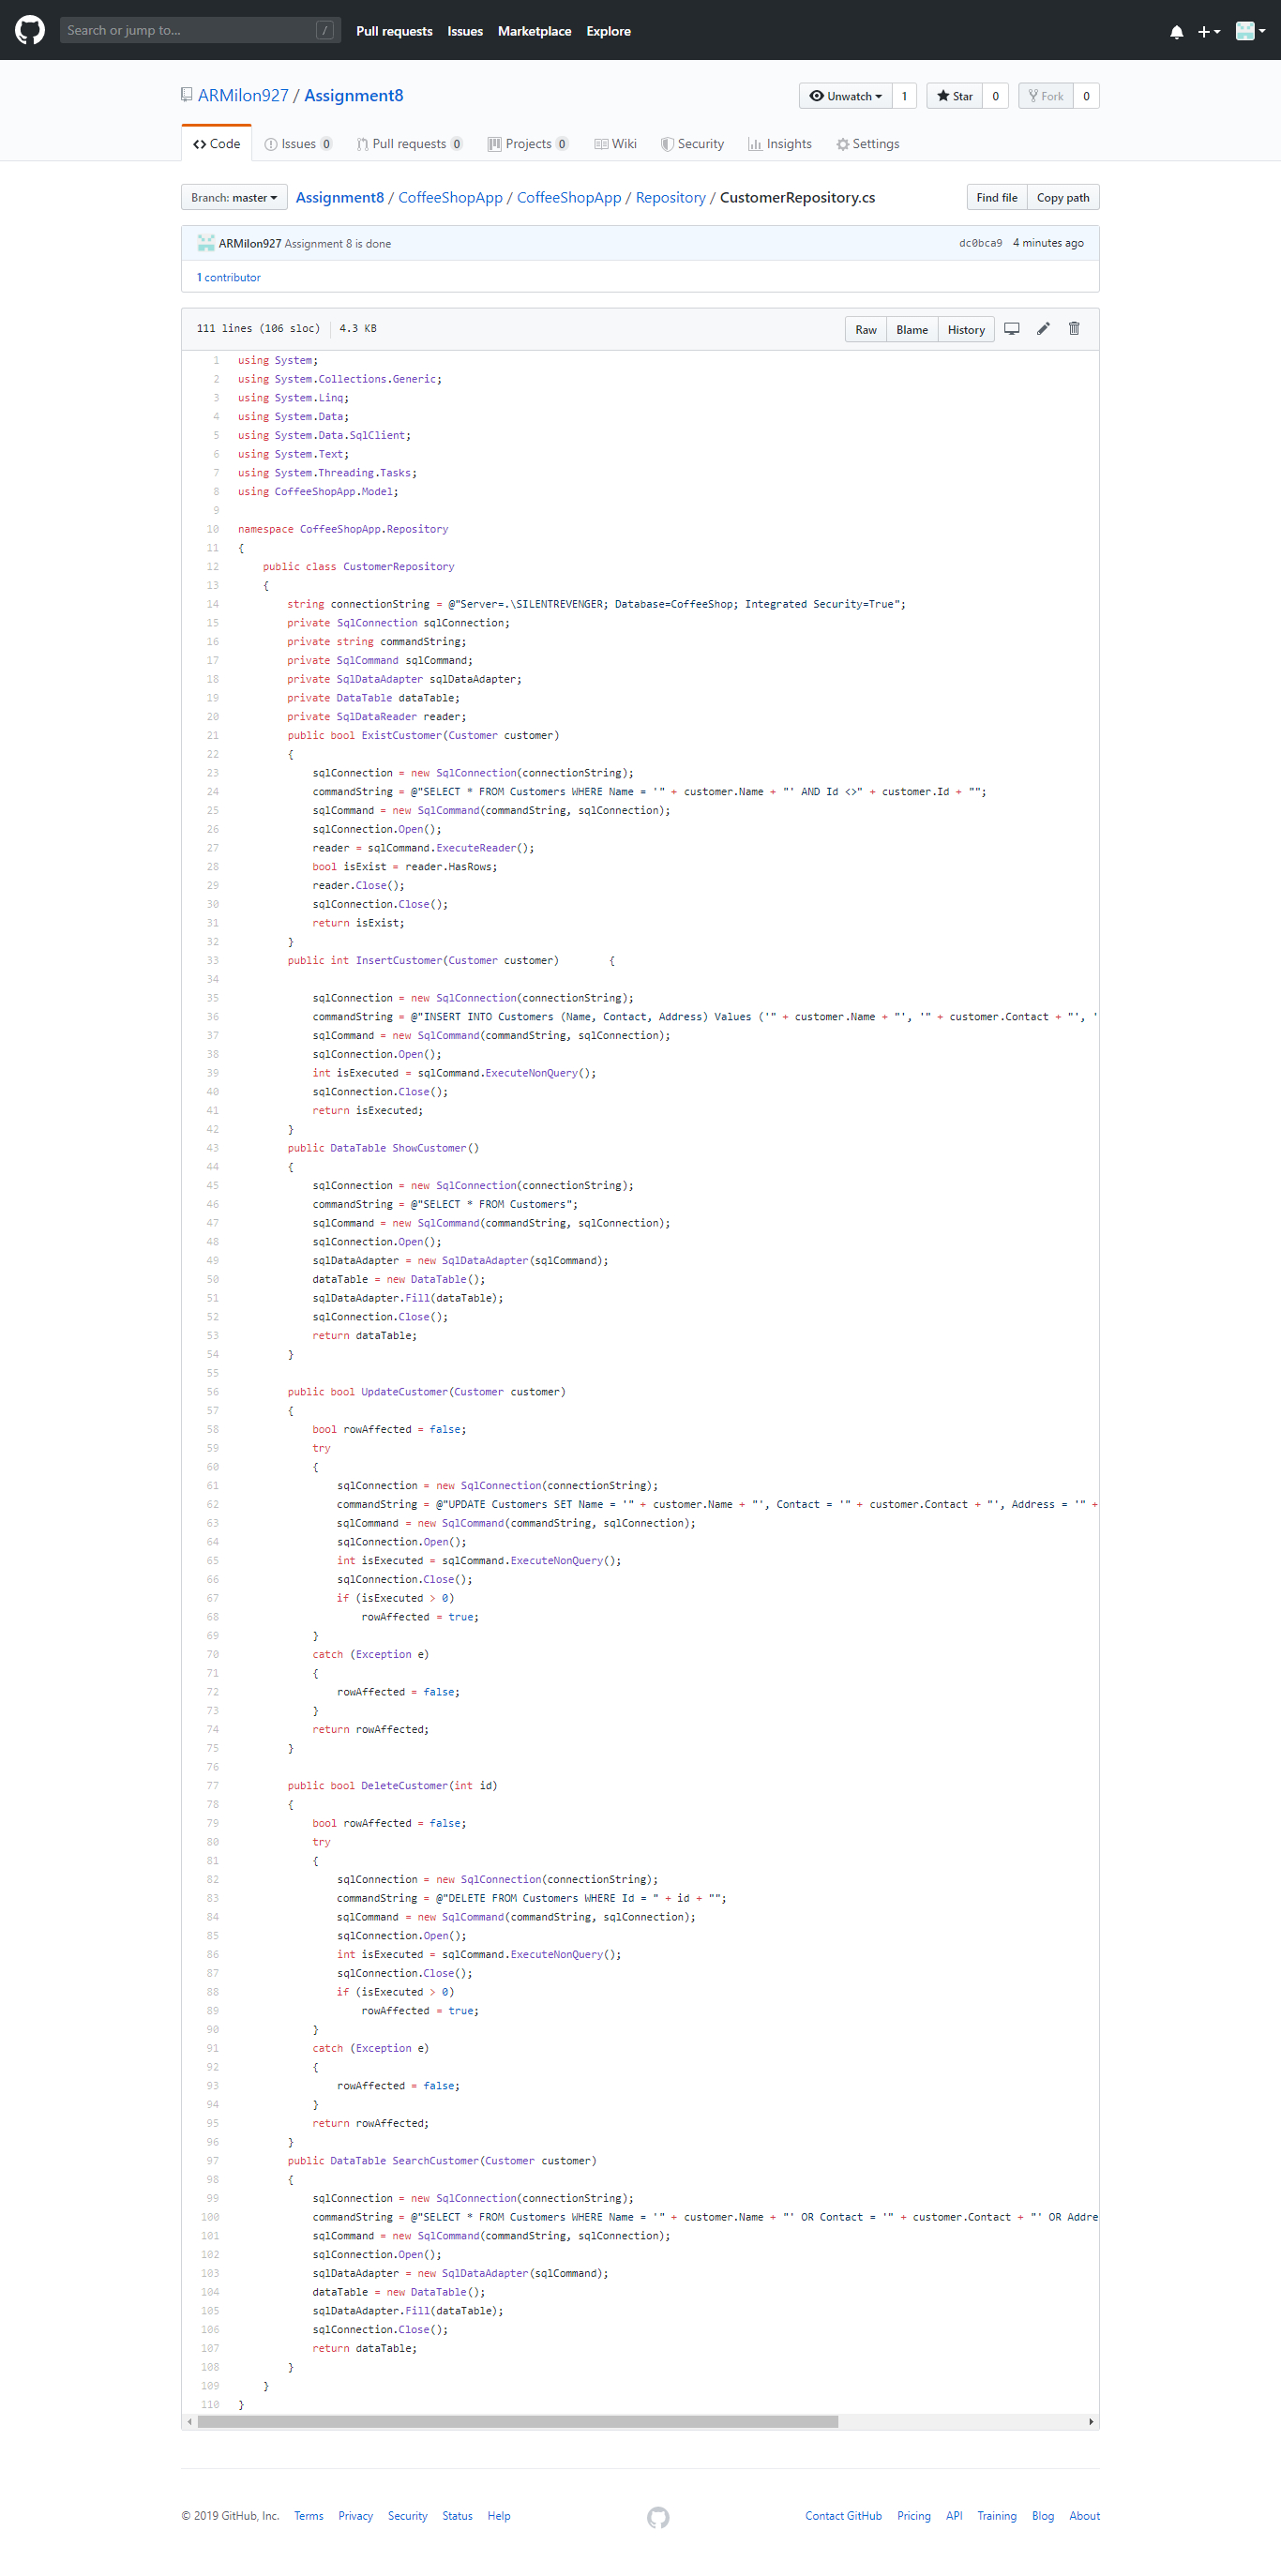 Search or jump to... / Pull requests Issues Marketplace Explore
ARMilon927 / Assignment8 Unwatch 1 Star 0 Fork 0
Code Issues 0 Pull requests 0 Projects 0 Wiki Security Insights Settings
Branch: master Assignment8 / CoffeeShopApp / CoffeeShopApp / Repository / CustomerRepository.cs Find file Copy path
ARMilon927 Assignment 8 is done dc0bca9 4 minutes ago
1 contributor
111 lines (106 sloc) 4.3 KB Raw Blame History
1 using System;
2 using System.Collections.Generic;
3 using System.Linq;
4 using System.Data;
5 using System.Data.SqlClient;
6 using System.Text;
7 using System.Threading.Tasks;
8 using CoffeeShopApp.Model;
9
10 namespace CoffeeShopApp.Repository
11 {
12 public class CustomerRepository
13 {
14 string connectionString = @"Server=.\SILENTREVENGER; Database=CoffeeShop; Integrated Security=True";
15 private SqlConnection sqlConnection;
16 private string commandString;
17 private SqlCommand sqlCommand;
18 private SqlDataAdapter sqlDataAdapter;
19 private DataTable dataTable;
20 private SqlDataReader reader;
21 public bool ExistCustomer(Customer customer)
22 {
23 sqlConnection = new SqlConnection(connectionString);
24 commandString = @"SELECT * FROM Customers WHERE Name = '" + customer.Name + "' AND Id <>" + customer.Id + "";
25 sqlCommand = new SqlCommand(commandString, sqlConnection);
26 sqlConnection.Open();
27 reader = sqlCommand.ExecuteReader();
28 bool isExist = reader.HasRows;
29 reader.Close();
30 sqlConnection.Close();
31 return isExist;
32 }
33 public int InsertCustomer(Customer customer) {
34
35 sqlConnection = new SqlConnection(connectionString);
36 commandString = @"INSERT INTO Customers (Name, Contact, Address) Values ('" + customer.Name + "', '" + customer.Contact + "', '
37 sqlCommand = new SqlCommand(commandString, sqlConnection);
38 sqlConnection.Open();
39 int isExecuted = sqlCommand.ExecuteNonQuery();
40 sqlConnection.Close();
41 return isExecuted;
42 }
43 public DataTable ShowCustomer()
44 {
45 sqlConnection = new SqlConnection(connectionString);
46 commandString = @"SELECT * FROM Customers";
47 sqlCommand = new SqlCommand(commandString, sqlConnection);
48 sqlConnection.Open();
49 sqlDataAdapter = new SqlDataAdapter(sqlCommand);
50 dataTable = new DataTable();
51 sqlDataAdapter.Fill(dataTable);
52 sqlConnection.Close();
53 return dataTable;
54 }
55
56 public bool UpdateCustomer(Customer customer)
57 {
58 bool rowAffected = false;
59 try
60 {
61 sqlConnection = new SqlConnection(connectionString);
62 commandString = @"UPDATE Customers SET Name = '" + customer.Name + "', Contact = '" + customer.Contact + "', Address = '" +
63 sqlCommand = new SqlCommand(commandString, sqlConnection);
64 sqlConnection.Open();
65 int isExecuted = sqlCommand.ExecuteNonQuery();
66 sqlConnection.Close();
67 if (isExecuted > 0)
68 rowAffected = true;
69 }
70 catch (Exception e)
71 {
72 rowAffected = false;
73 }
74 return rowAffected;
75 }
76
77 public bool DeleteCustomer(int id)
78 {
79 bool rowAffected = false;
80 try
81 {
82 sqlConnection = new SqlConnection(connectionString);
83 commandString = @"DELETE FROM Customers WHERE Id = " + id + "";
84 sqlCommand = new SqlCommand(commandString, sqlConnection);
85 sqlConnection.Open();
86 int isExecuted = sqlCommand.ExecuteNonQuery();
87 sqlConnection.Close();
88 if (isExecuted > 0)
89 rowAffected = true;
90 }
91 catch (Exception e)
92 {
93 rowAffected = false;
94 }
95 return rowAffected;
96 }
97 public DataTable SearchCustomer(Customer customer)
98 {
99 sqlConnection = new SqlConnection(connectionString);
100 commandString = @"SELECT * FROM Customers WHERE Name = '" + customer.Name + "' OR Contact = '" + customer.Contact + "' OR Addre
101 sqlCommand = new SqlCommand(commandString, sqlConnection);
102 sqlConnection.Open();
103 sqlDataAdapter = new SqlDataAdapter(sqlCommand);
104 dataTable = new DataTable();
105 sqlDataAdapter.Fill(dataTable);
106 sqlConnection.Close();
107 return dataTable;
108 }
109 }
110 }
© 2019 GitHub, Inc. Terms Privacy Security Status Help Contact GitHub Pricing API Training Blog About